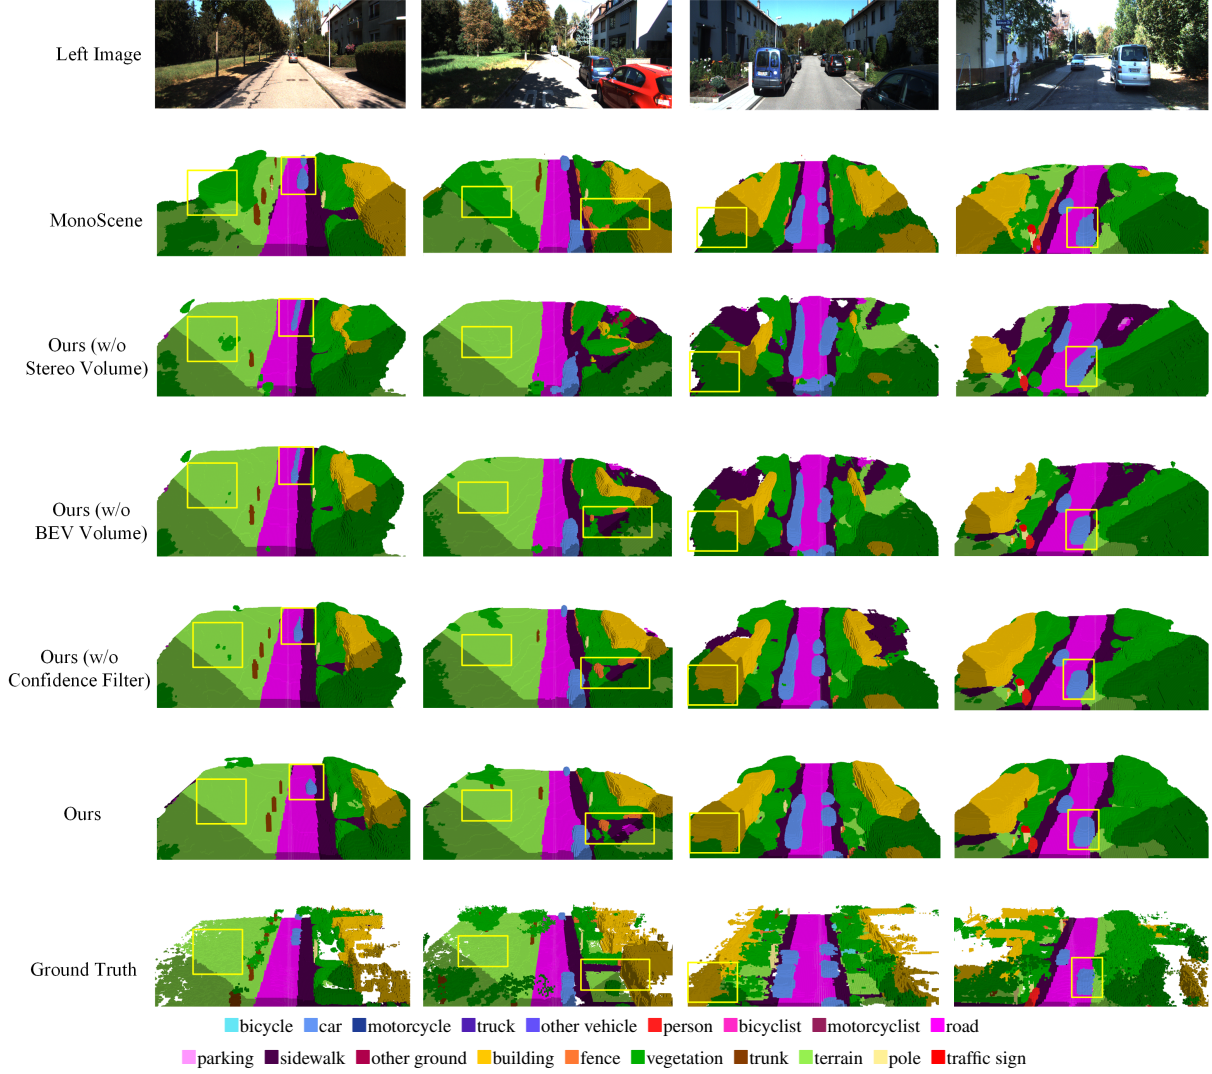 Left Image
MonoScene
Ours (w/o
Stereo Volume)
Ours (w/o
BEV Volume)
Ours (w/o
Confidence Filter)
Ours
Ground Truth
bicycle car motorcycle truck other vehicle person bicyclist motorcyclist road
parking sidewalk other ground building fence vegetation trunk terrain pole traffic sign